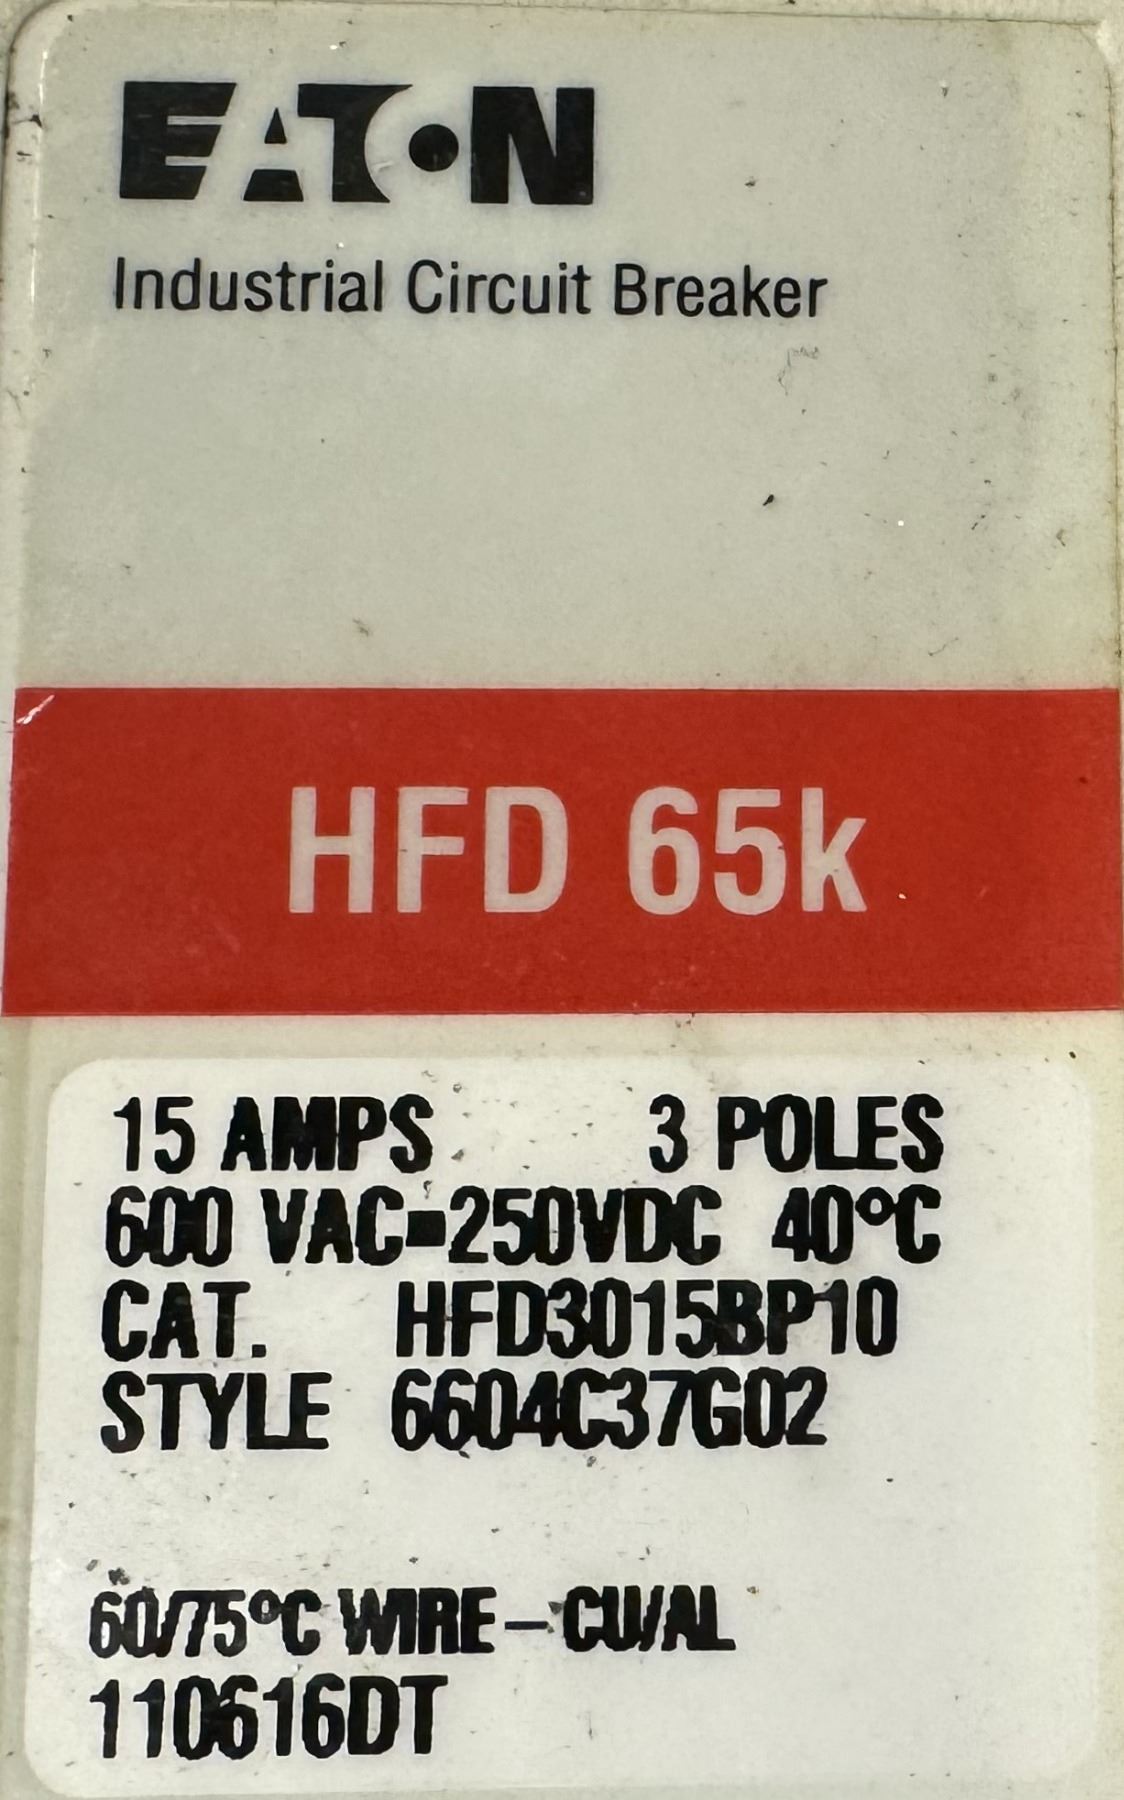 EATON
Industrial Circuit Breaker
HFD 65k
15 AMPS 3 POLES
600 VAC▪250VDC 40°C
CAT. HFD3015BP10
STYLE 6604C37G02
60/75°C WIRE – CU/AL
110616DT